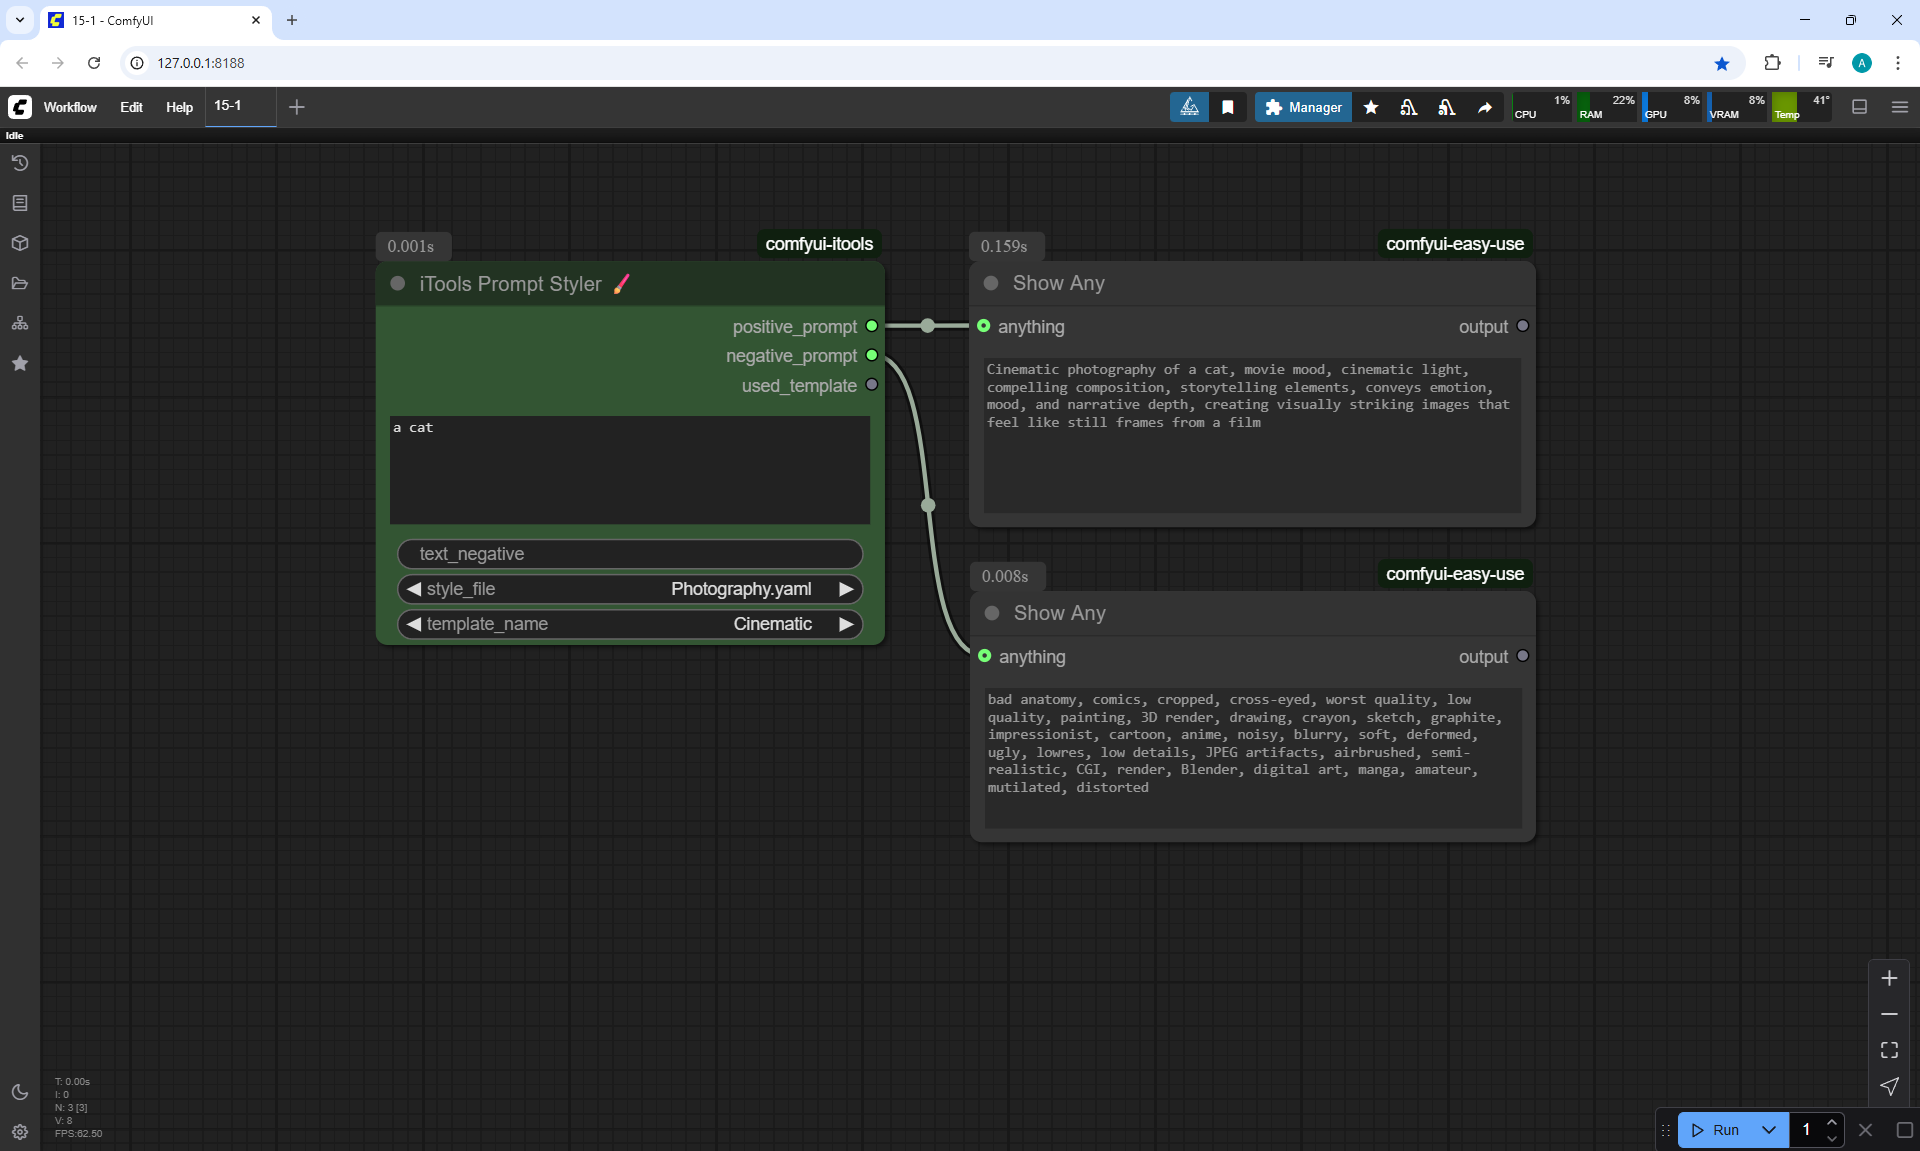 15-1 - ComfyUI
127.0.0.1:8188
Workflow Edit Help 15-1
Manager
1% CPU
22% RAM
8% GPU
8% VRAM
41° Temp
Idle
0.001s
comfyui-itools
iTools Prompt Styler
positive_prompt
negative_prompt
used_template
a cat
text_negative
style_file Photography.yaml
template_name Cinematic
0.159s
comfyui-easy-use
Show Any
anything output
Cinematic photography of a cat, movie mood, cinematic light,
compelling composition, storytelling elements, conveys emotion,
mood, and narrative depth, creating visually striking images that
feel like still frames from a film
0.008s
comfyui-easy-use
Show Any
anything output
bad anatomy, comics, cropped, cross-eyed, worst quality, low
quality, painting, 3D render, drawing, crayon, sketch, graphite,
impressionist, cartoon, anime, noisy, blurry, soft, deformed,
ugly, lowres, low details, JPEG artifacts, airbrushed, semi-
realistic, CGI, render, Blender, digital art, manga, amateur,
mutilated, distorted
T: 0.00s
I: 0
N: 3 [3]
V: 8
FPS:62.50
Run 1
A